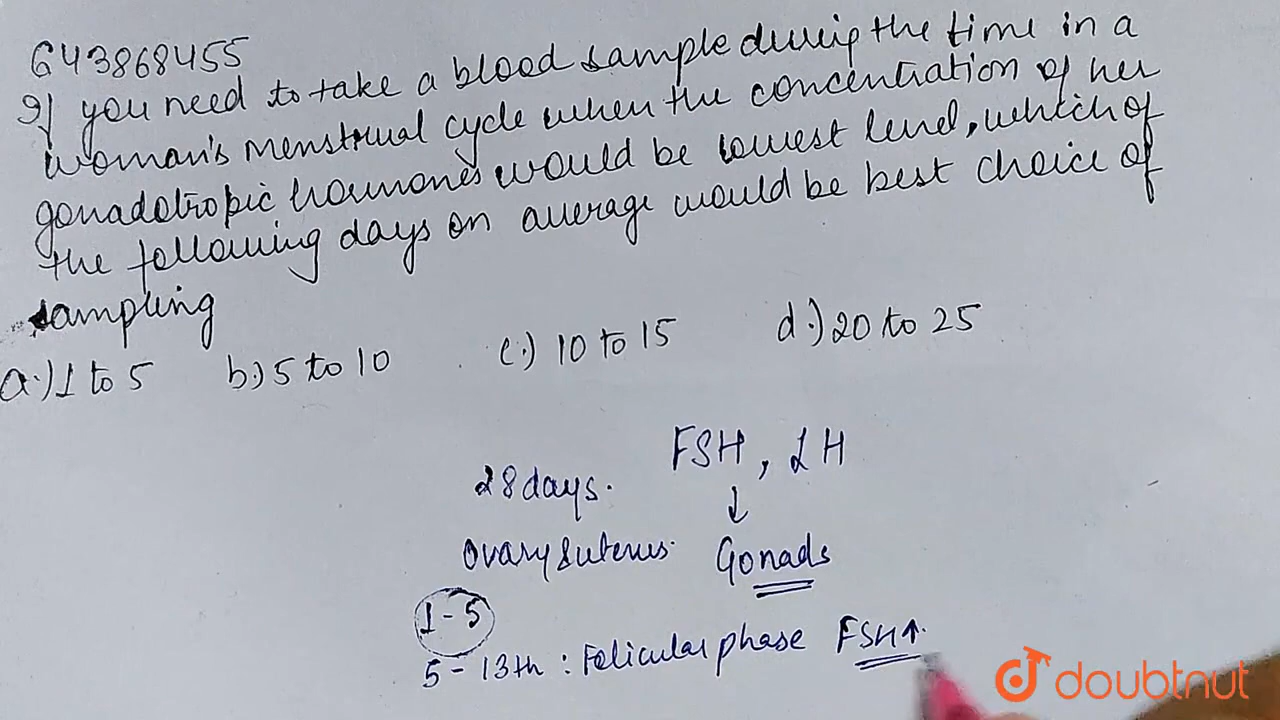 643868455
If you need to take a blood sample during the time in a
woman's menstrual cycle when the concentration of her
gonadotropic hormones would be lowest level, which of
the following days on average would be best choice of
sampling
a.) 1 to 5 b.) 5 to 10 c.) 10 to 15 d.) 20 to 25
28 days. FSH, LH
↓
Ovary & uterus. Gonads
1-5
5-13th : Folicular phase FSH↑.
doubtnut